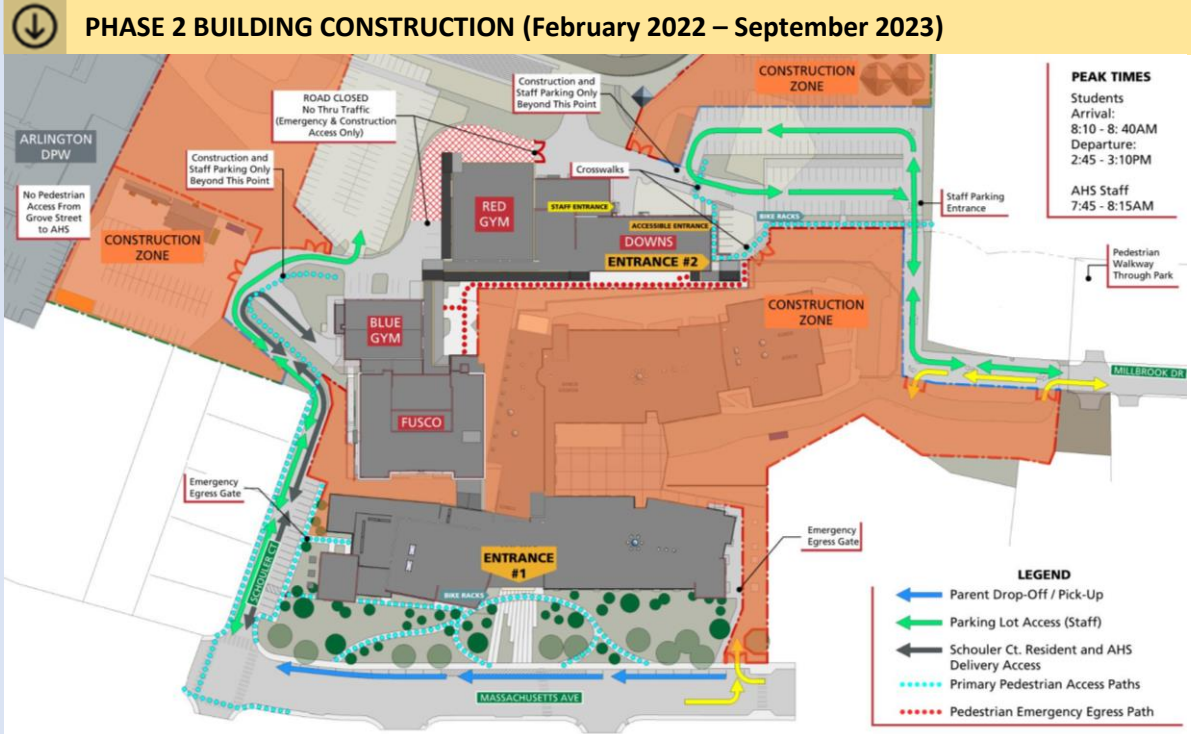 PHASE 2 BUILDING CONSTRUCTION (February 2022 – September 2023)
ARLINGTON
DPW
No Pedestrian
Access From
Grove Street
to AHS
CONSTRUCTION
ZONE
Construction and
Staff Parking Only
Beyond This Point
ROAD CLOSED
No Thru Traffic
(Emergency & Construction
Access Only)
Construction and
Staff Parking Only
Beyond This Point
Crosswalks
CONSTRUCTION
ZONE
PEAK TIMES
Students
Arrival:
8:10 - 8: 40AM
Departure:
2:45 - 3:10PM
AHS Staff
7:45 - 8:15AM
Staff Parking
Entrance
Pedestrian
Walkway
Through Park
RED
GYM
STAFF ENTRANCE
BIKE RACKS
ACCESSIBLE ENTRANCE
DOWNS
ENTRANCE #2
CONSTRUCTION
ZONE
BLUE
GYM
FUSCO
MILLBROOK DR
Emergency
Egress Gate
SCHOULER CT
ENTRANCE
#1
BIKE RACKS
Emergency
Egress Gate
MASSACHUSETTS AVE
LEGEND
Parent Drop-Off / Pick-Up
Parking Lot Access (Staff)
Schouler Ct. Resident and AHS
Delivery Access
Primary Pedestrian Access Paths
Pedestrian Emergency Egress Path